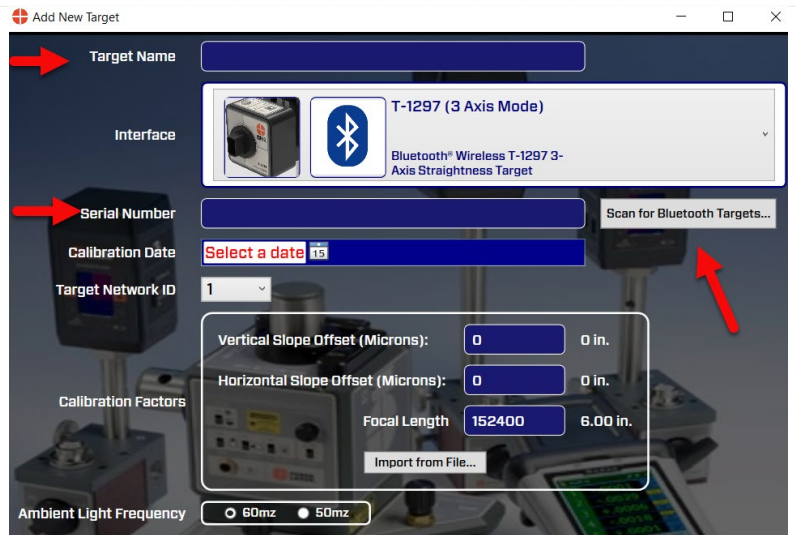 Add New Target
Target Name
Interface
T-1297 (3 Axis Mode)
Bluetooth® Wireless T-1297 3-
Axis Straightness Target
Serial Number
Scan for Bluetooth Targets...
Calibration Date
Select a date 15
Target Network ID
1
Calibration Factors
Vertical Slope Offset (Microns): 0 0 in.
Horizontal Slope Offset (Microns): 0 0 in.
Focal Length 152400 6.00 in.
Import from File...
Ambient Light Frequency
60mz 50mz